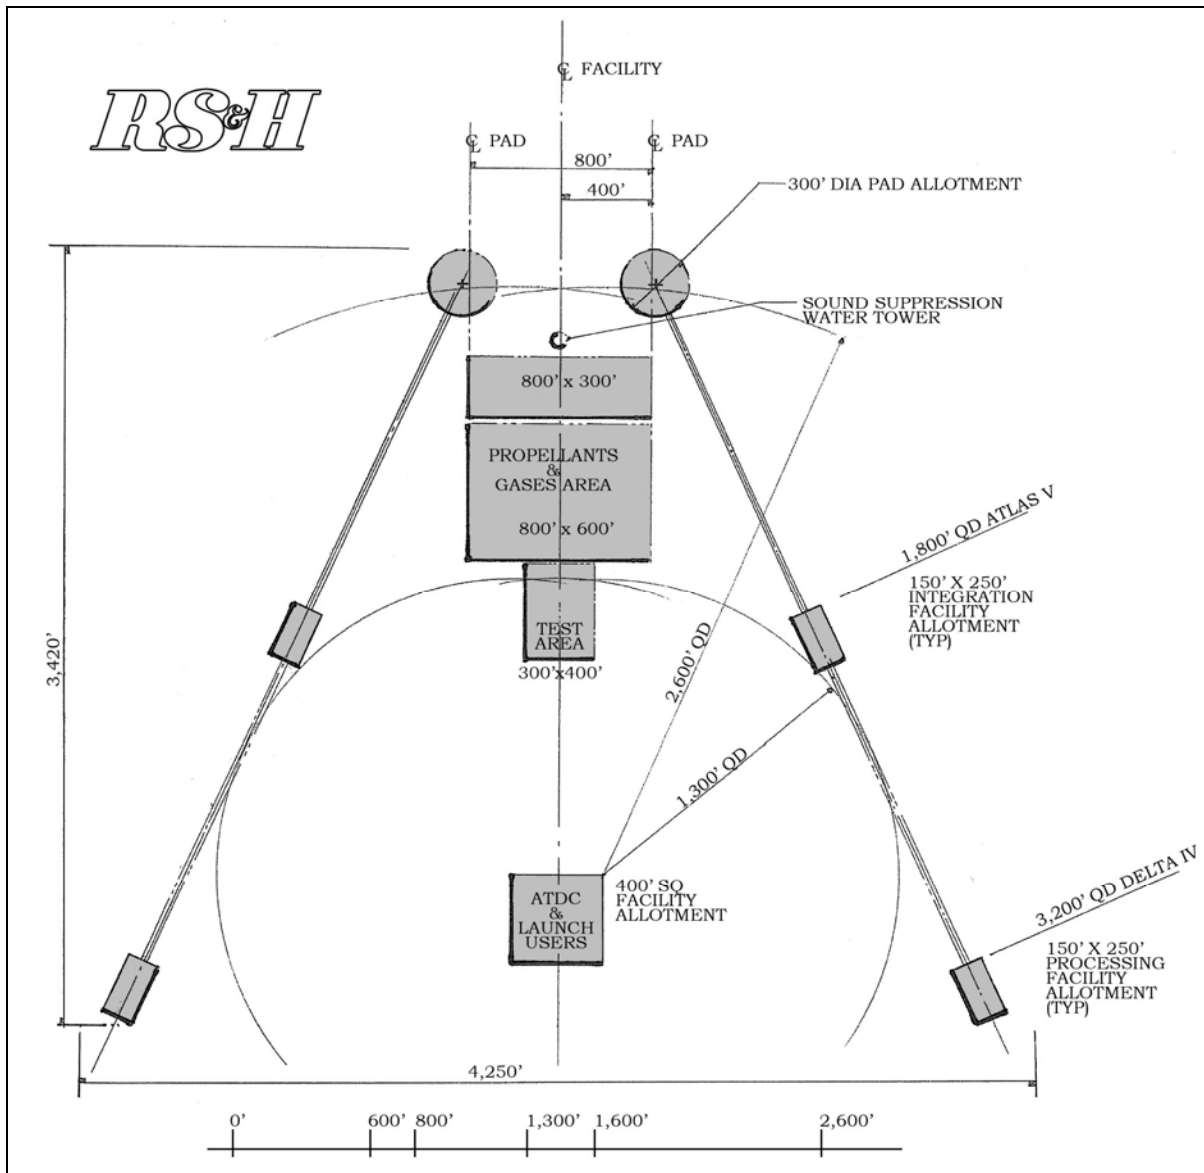 RS&H
℄ FACILITY
℄ PAD
℄ PAD
800'
400'
300' DIA PAD ALLOTMENT
SOUND SUPPRESSION
WATER TOWER
800' x 300'
PROPELLANTS
&
GASES AREA
800' x 600'
1,800' QD ATLAS V
150' X 250'
INTEGRATION
FACILITY
ALLOTMENT
(TYP)
TEST
AREA
300'x400'
3,420'
2,600' QD
1,300' QD
ATDC
&
LAUNCH
USERS
400' SQ
FACILITY
ALLOTMENT
3,200' QD DELTA IV
150' X 250'
PROCESSING
FACILITY
ALLOTMENT
(TYP)
4,250'
0' 600' 800' 1,300' 1,600' 2,600'